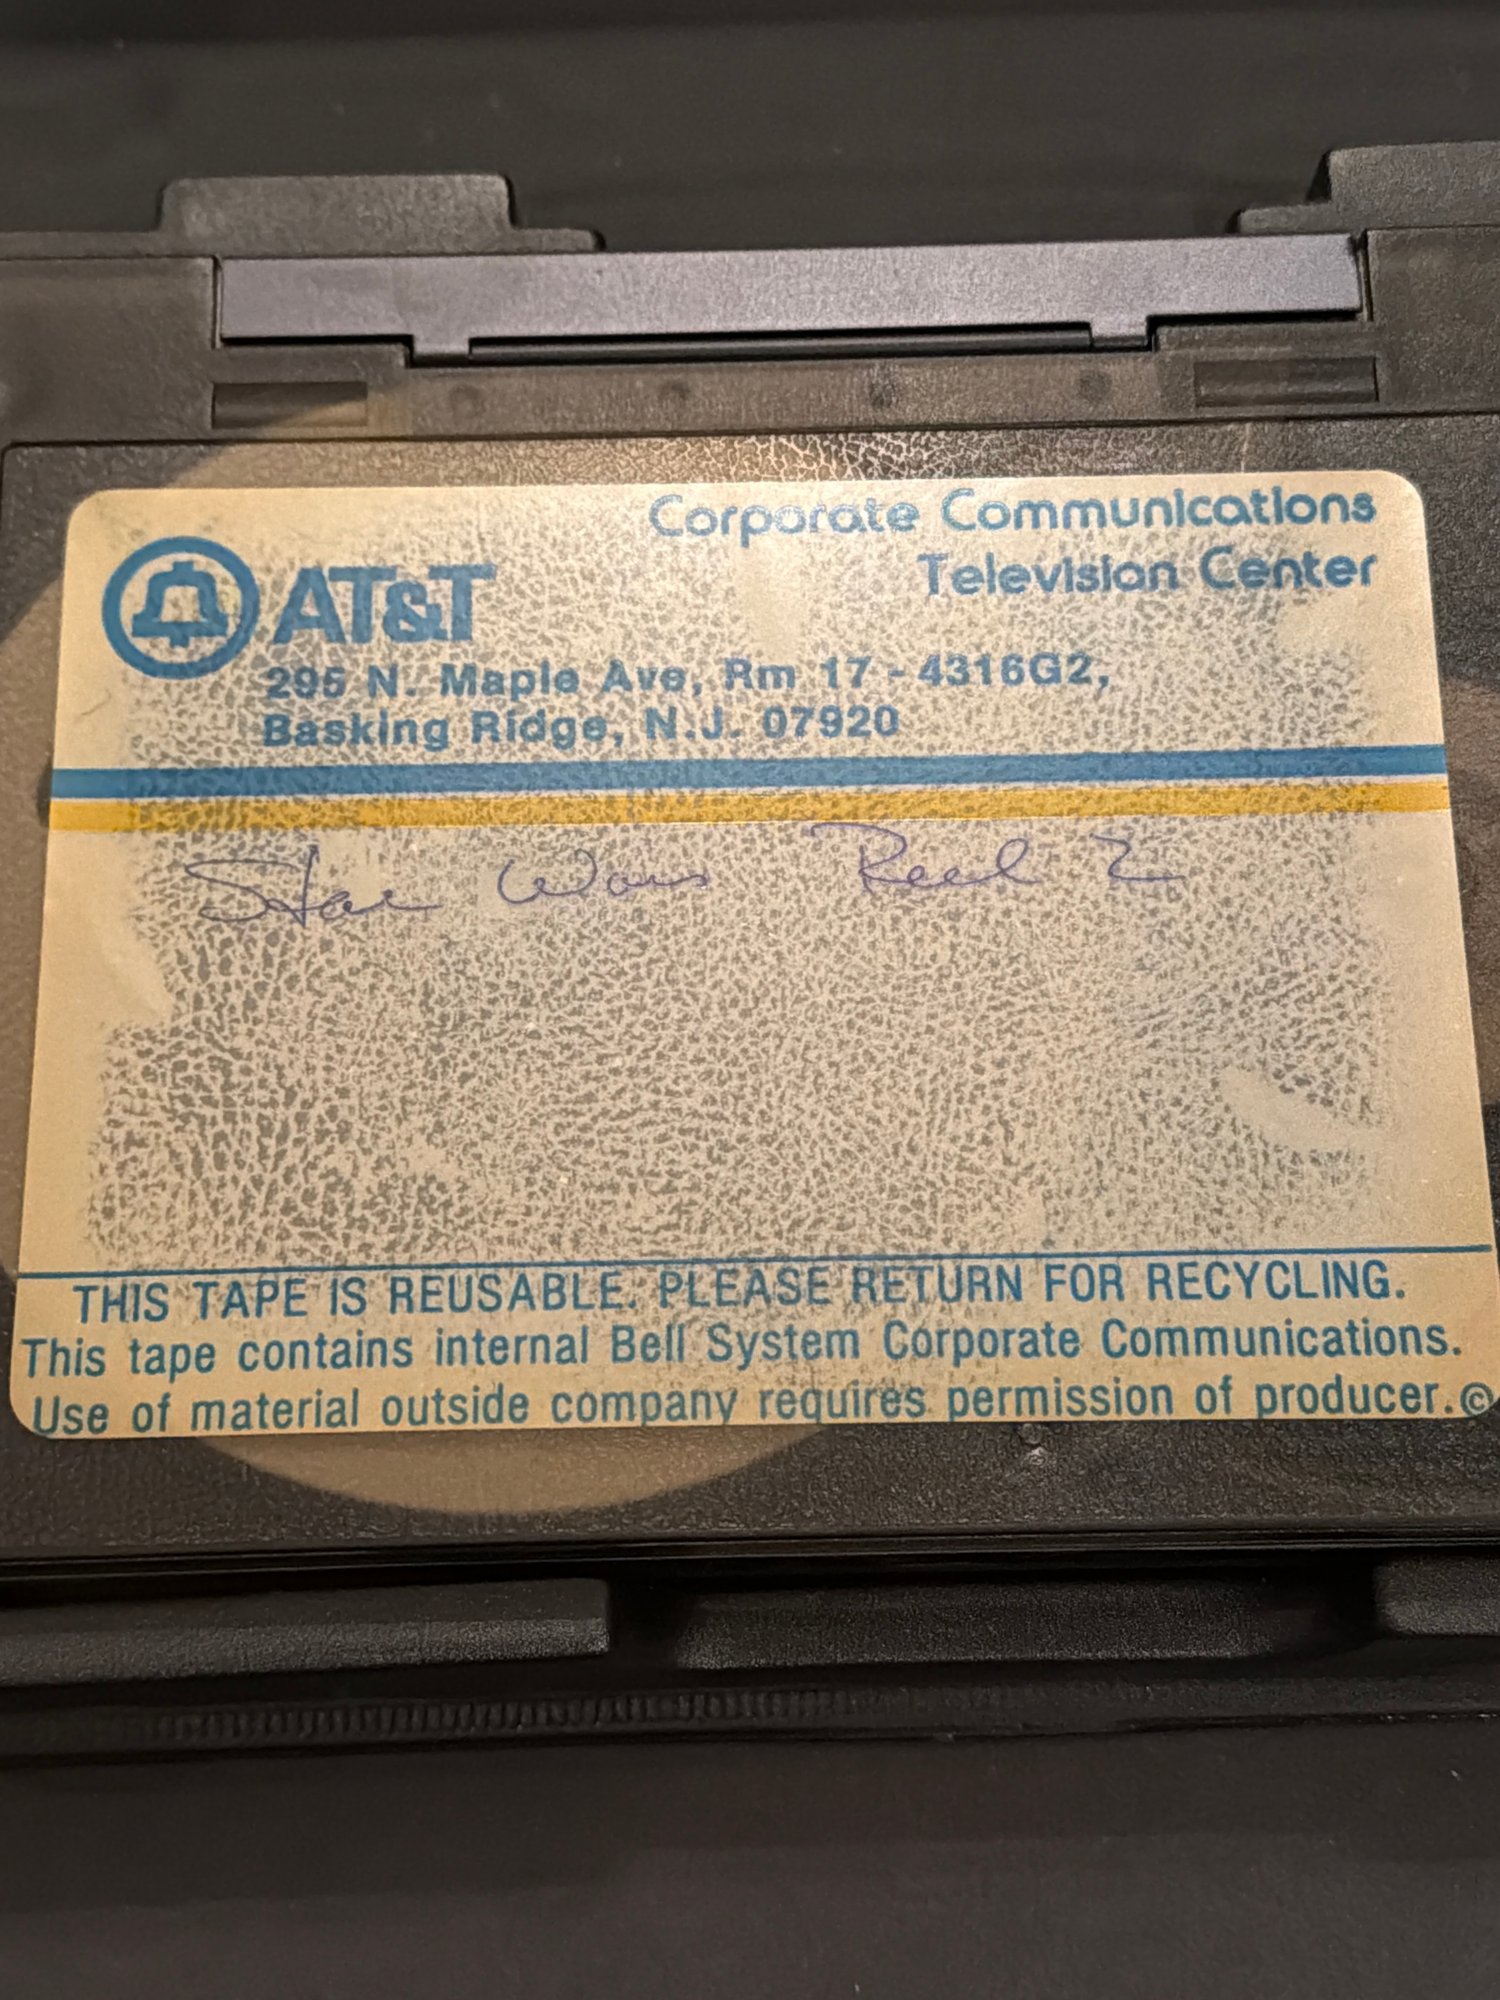 Corporate Communications
Television Center
AT&T
295 N. Maple Ave, Rm 17 - 4316G2,
Basking Ridge, N.J. 07920
Star Wars Reel 2
THIS TAPE IS REUSABLE. PLEASE RETURN FOR RECYCLING.
This tape contains internal Bell System Corporate Communications.
Use of material outside company requires permission of producer.©